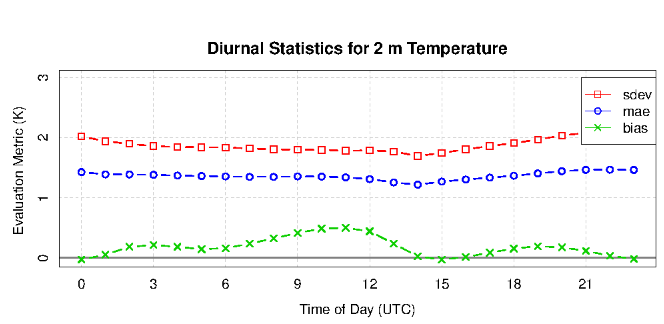 Diurnal Statistics for 2 m Temperature
Evaluation Metric (K)
3
2
1
0
sdev
mae
bias
0 3 6 9 12 15 18 21
Time of Day (UTC)